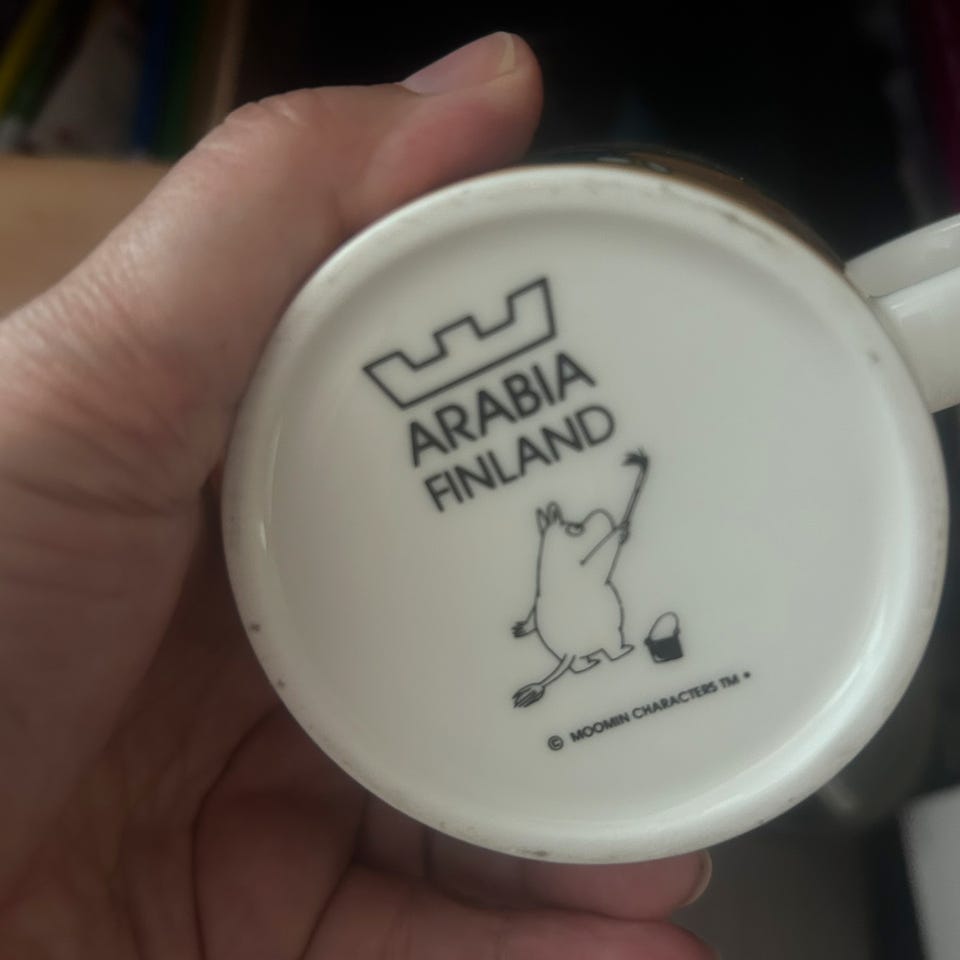 ARABIA
FINLAND
© MOOMIN CHARACTERS TM •